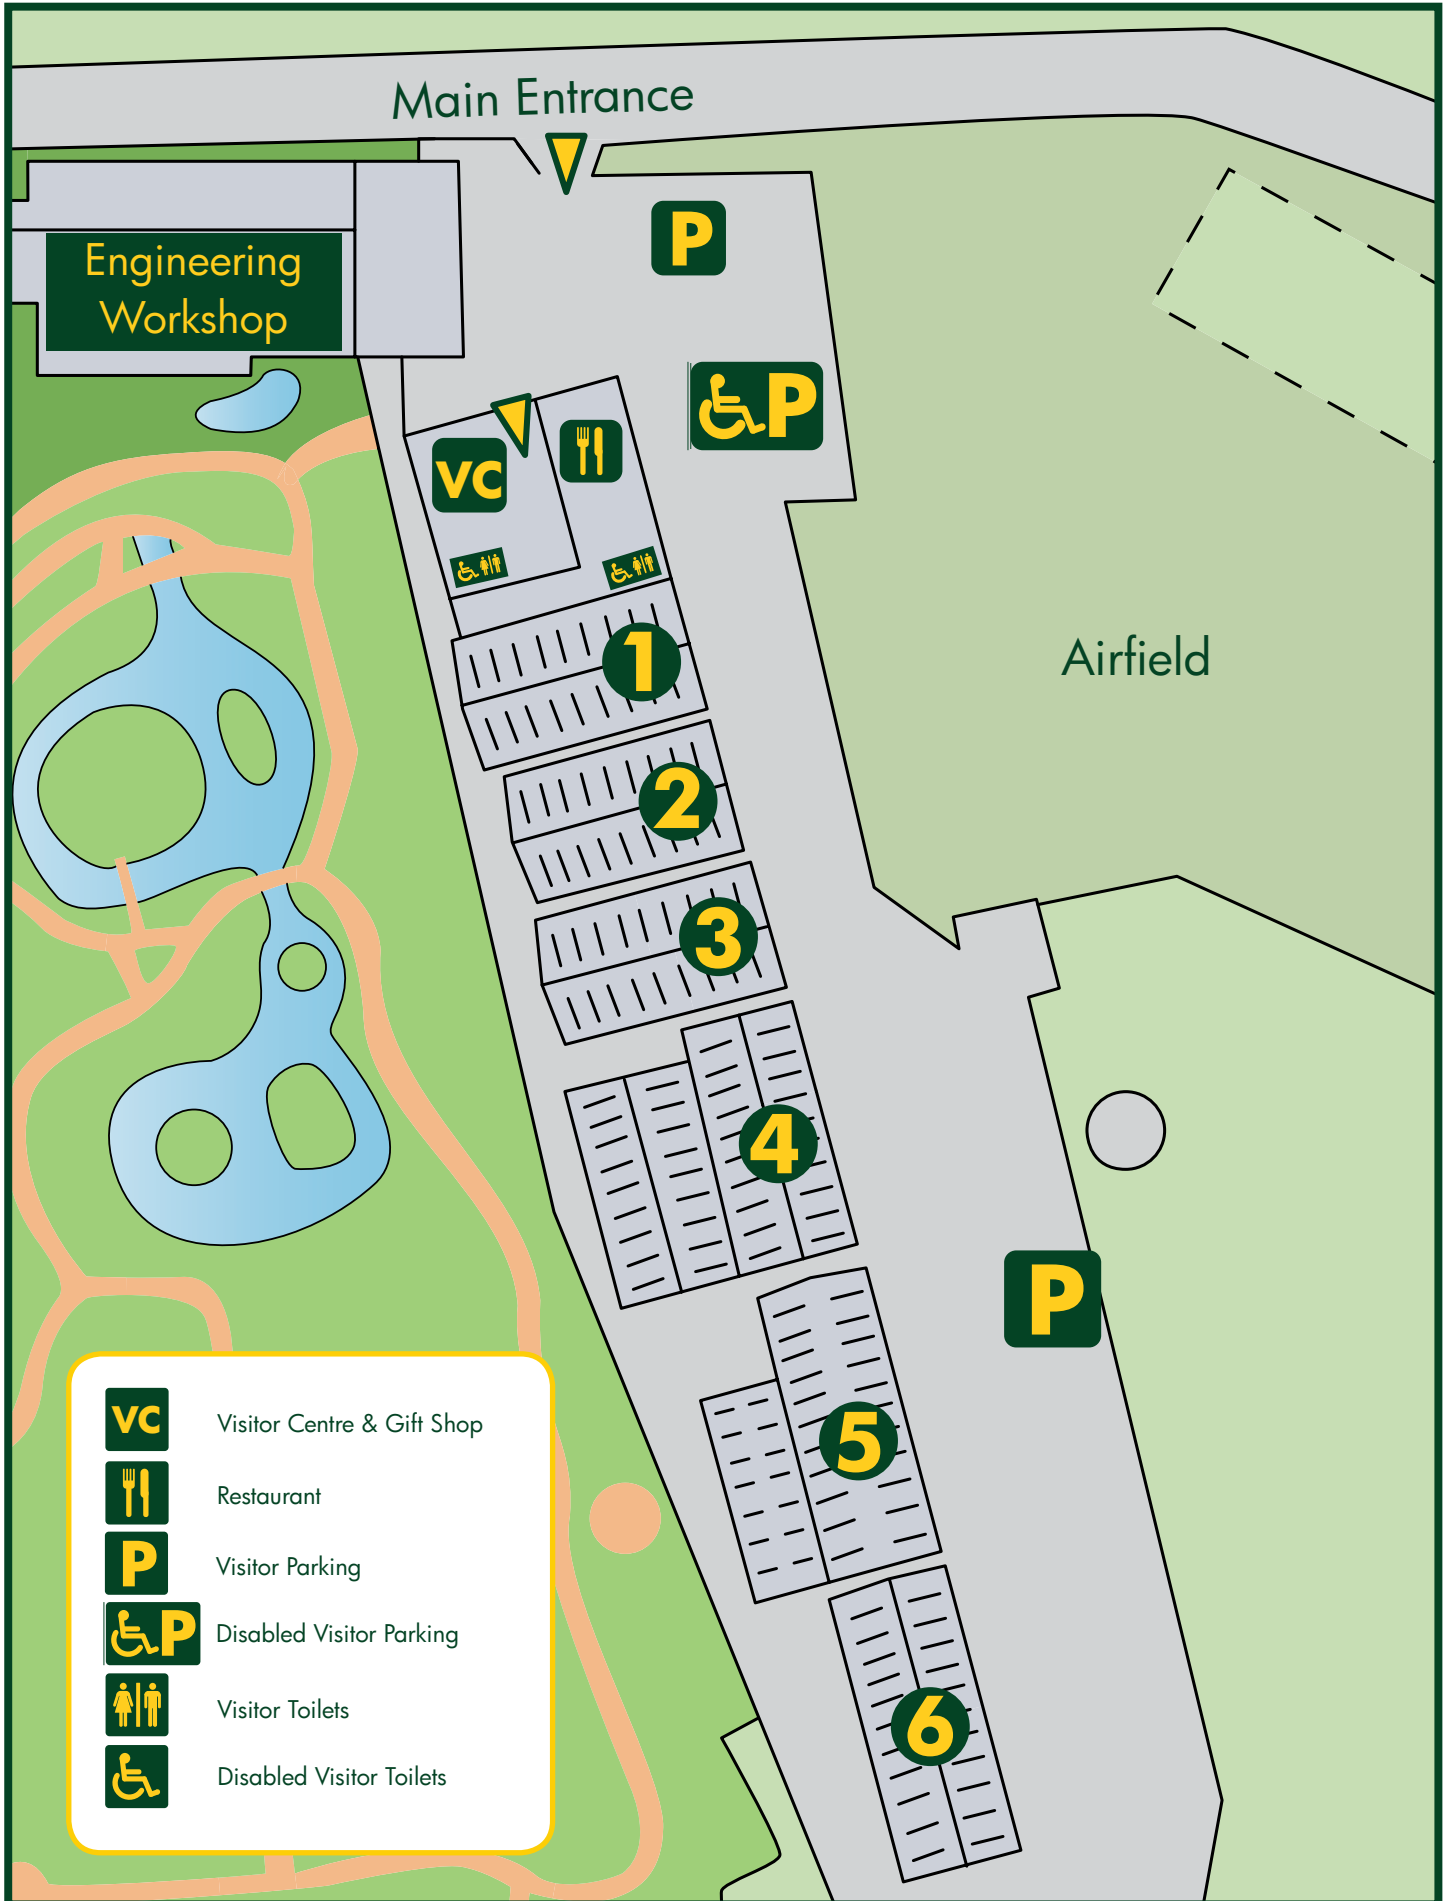 Main Entrance
P
Engineering
Workshop
P
VC
1
Airfield
2
3
4
P
5
6
VC Visitor Centre & Gift Shop
Restaurant
P Visitor Parking
P Disabled Visitor Parking
Visitor Toilets
Disabled Visitor Toilets